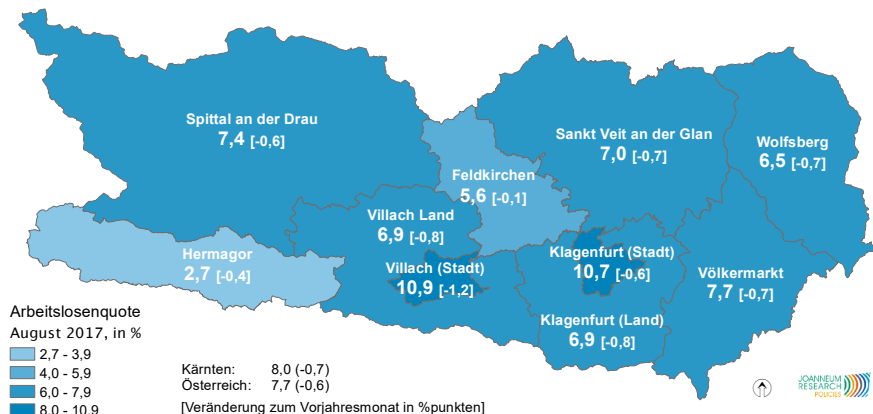 Spittal an der Drau
7,4 [-0,6]
Sankt Veit an der Glan
7,0 [-0,7]
Wolfsberg
6,5 [-0,7]
Feldkirchen
5,6 [-0,1]
Villach Land
6,9 [-0,8]
Hermagor
2,7 [-0,4]
Villach (Stadt)
10,9 [-1,2]
Klagenfurt (Stadt)
10,7 [-0,6]
Völkermarkt
7,7 [-0,7]
Klagenfurt (Land)
6,9 [-0,8]
Arbeitslosenquote
August 2017, in %
2,7 - 3,9
4,0 - 5,9
6,0 - 7,9
8,0 - 10,9
Kärnten: 8,0 (-0,7)
Österreich: 7,7 (-0,6)
[Veränderung zum Vorjahresmonat in %punkten]
JOANNEUM
RESEARCH
POLICIES